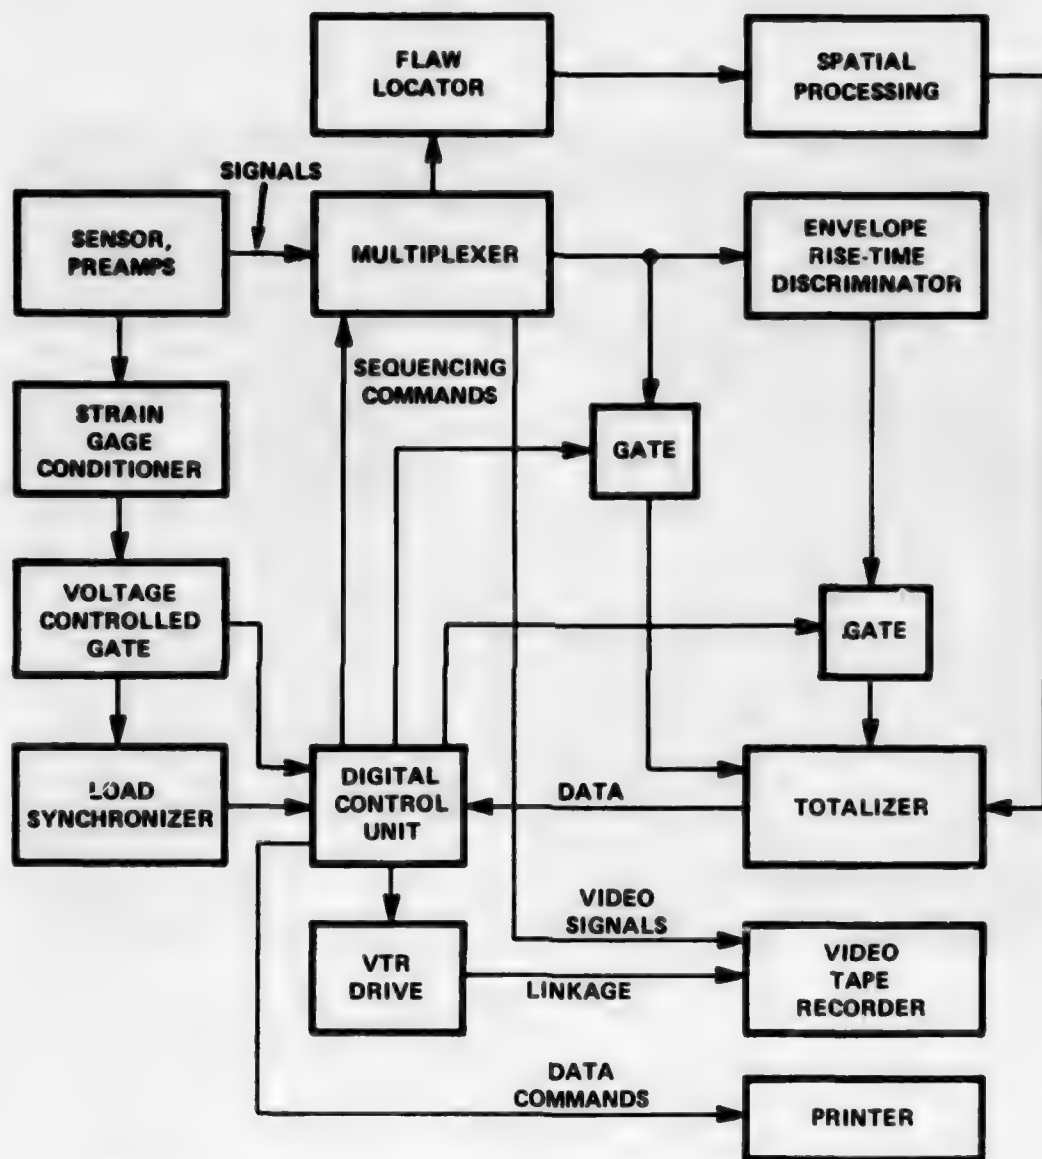 FLAW
LOCATOR
SPATIAL
PROCESSING
SIGNALS
SENSOR,
PREAMPS
MULTIPLEXER
ENVELOPE
RISE-TIME
DISCRIMINATOR
SEQUENCING
COMMANDS
STRAIN
GAGE
CONDITIONER
GATE
VOLTAGE
CONTROLLED
GATE
GATE
LOAD
SYNCHRONIZER
DIGITAL
CONTROL
UNIT
DATA
TOTALIZER
VIDEO
SIGNALS
VTR
DRIVE
LINKAGE
VIDEO
TAPE
RECORDER
DATA
COMMANDS
PRINTER